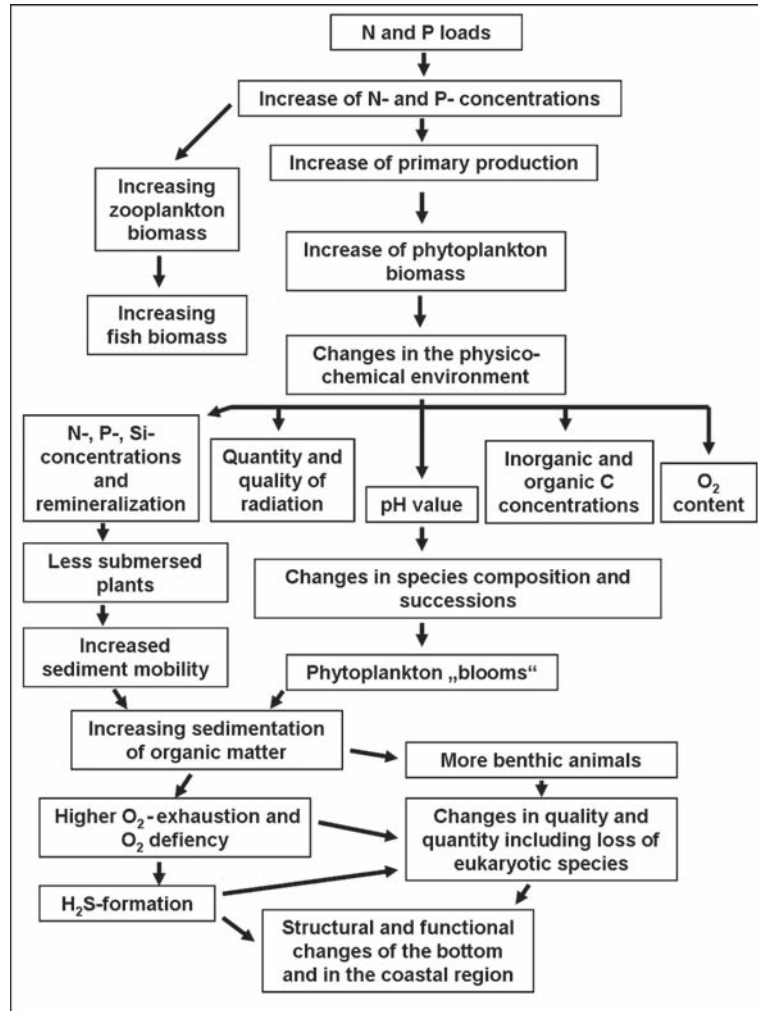 N and P loads
Increase of N- and P- concentrations
Increase of primary production
Increasing
zooplankton
biomass
Increase of phytoplankton
biomass
Increasing
fish biomass
Changes in the physico-
chemical environment
N-, P-, Si-
concentrations
and
remineralization
Quantity and
quality of
radiation
pH value
Inorganic and
organic C
concentrations
O₂
content
Less submersed
plants
Changes in species composition and
successions
Increased
sediment mobility
Phytoplankton „blooms“
Increasing sedimentation
of organic matter
More benthic animals
Higher O₂-exhaustion and
O₂ defiency
Changes in quality and
quantity including loss of
eukaryotic species
H₂S-formation
Structural and functional
changes of the bottom
and in the coastal region